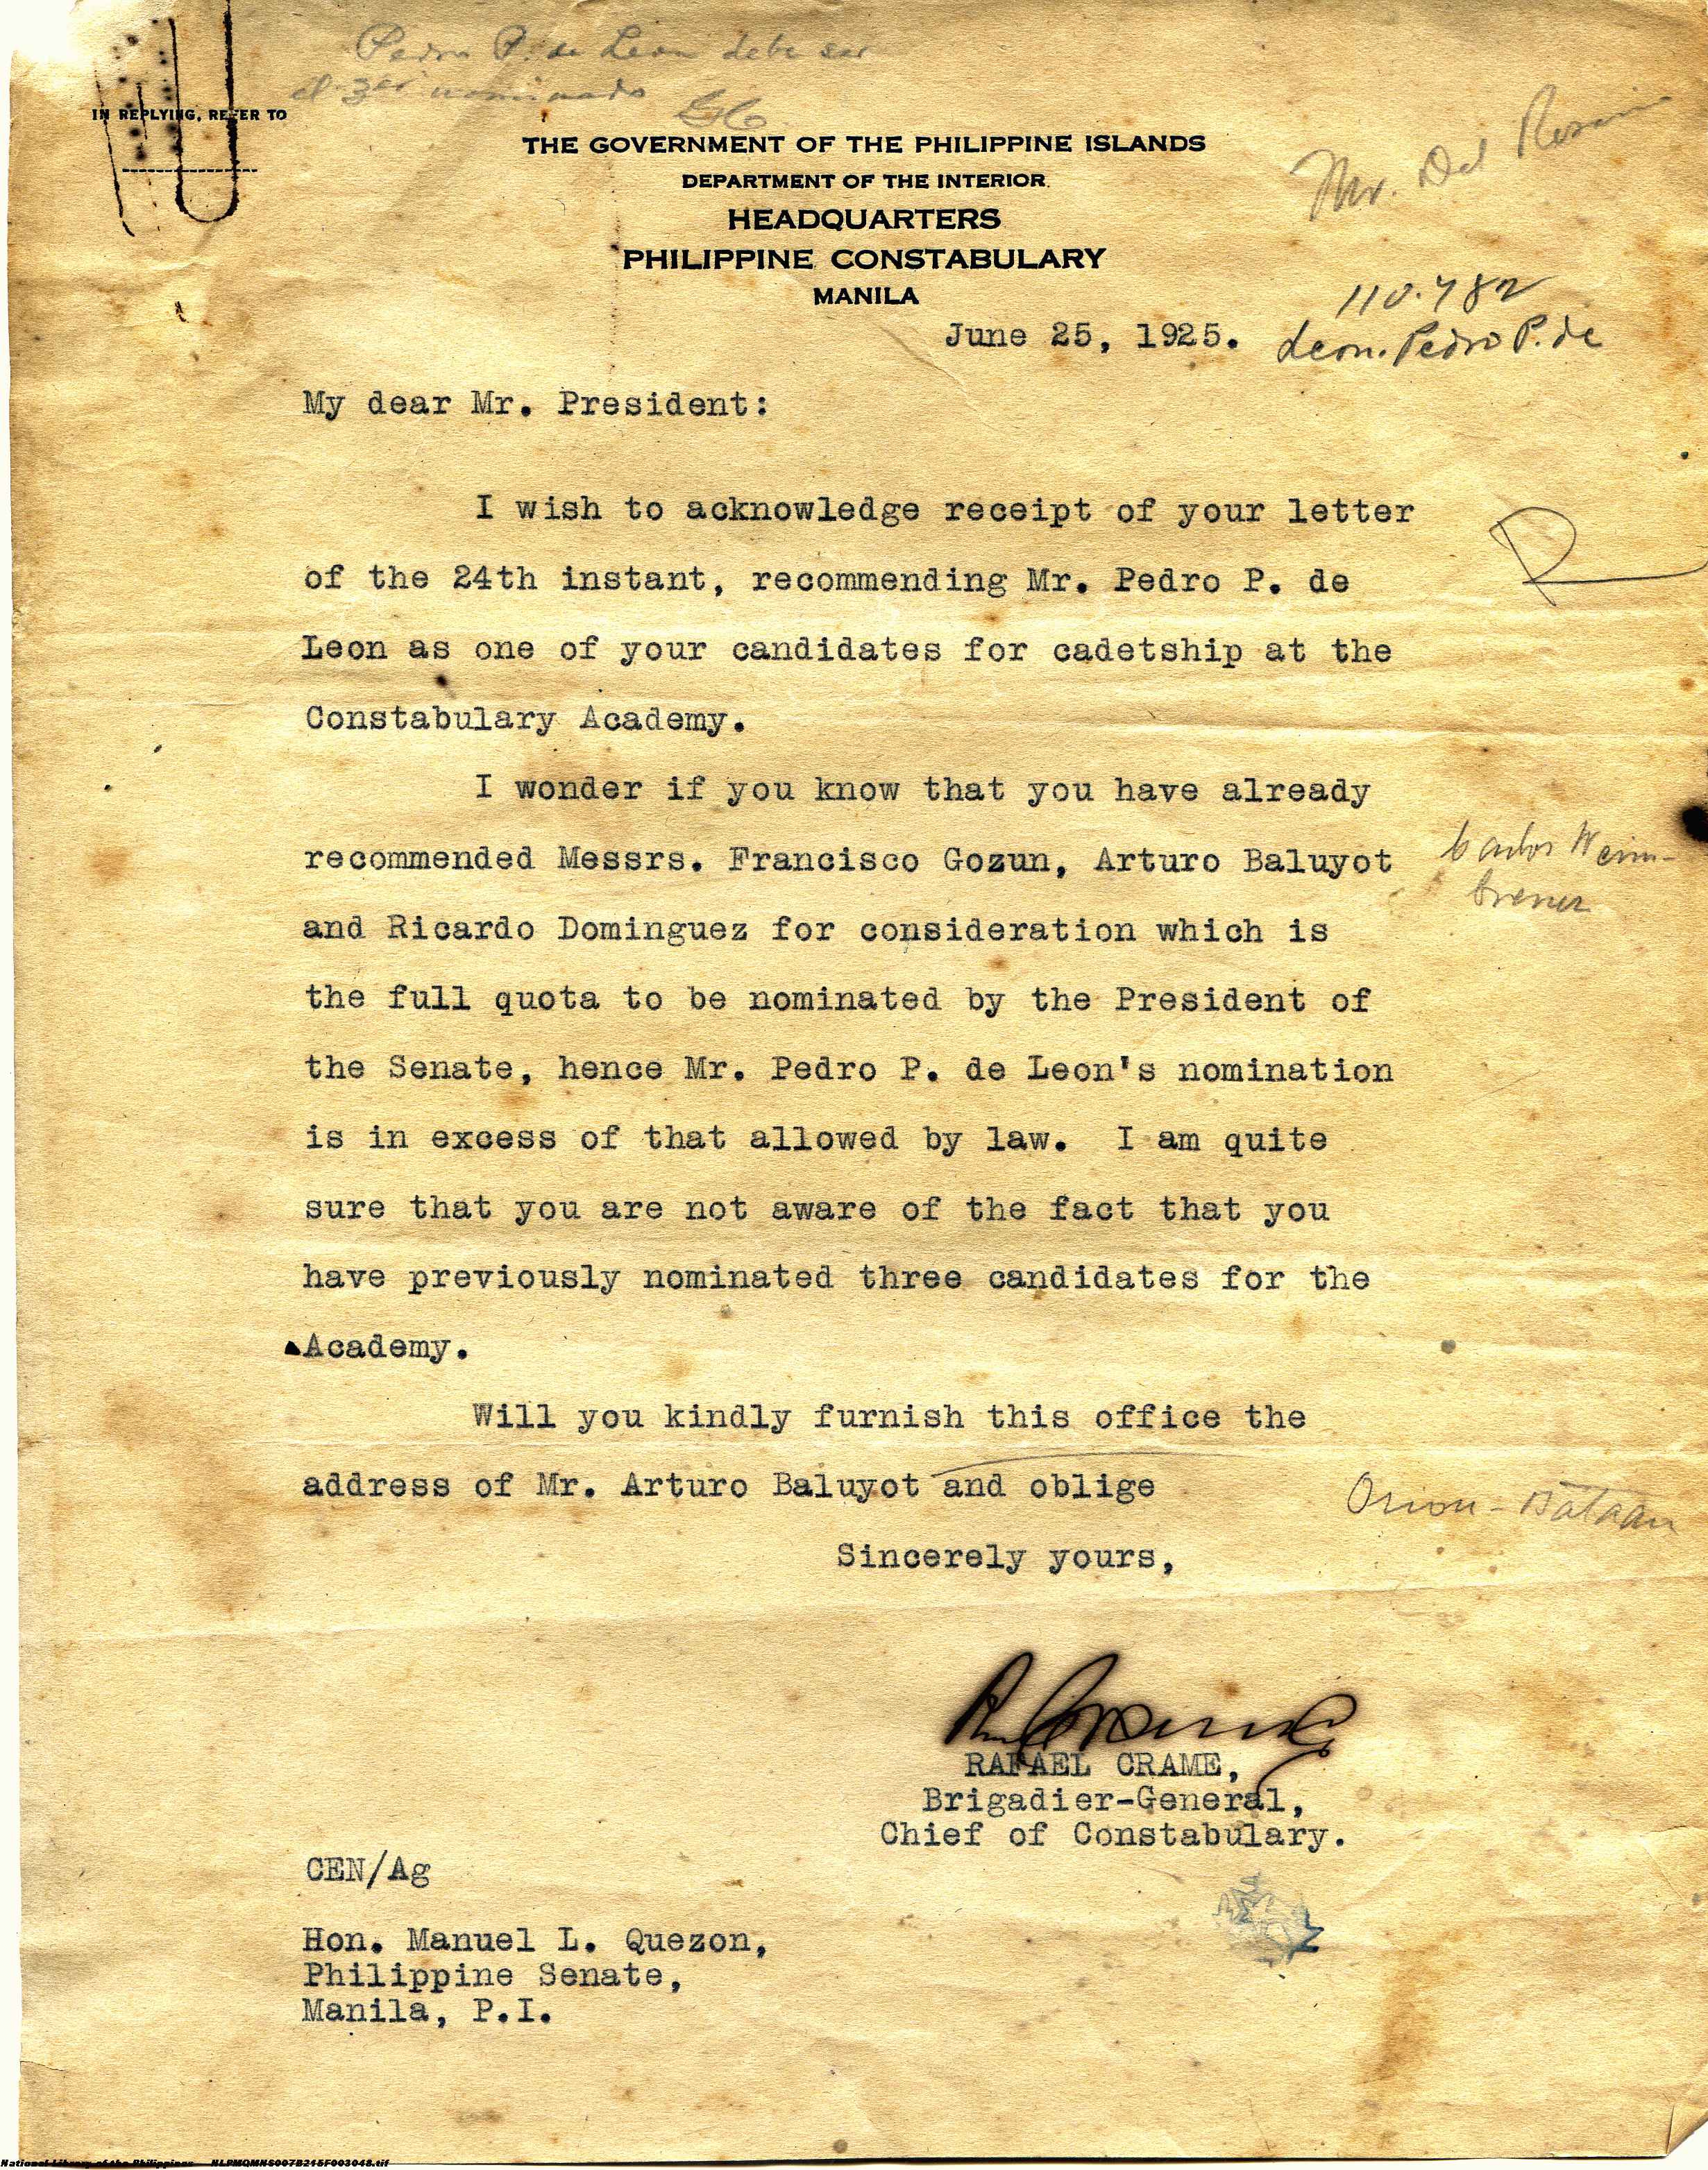 Pedro P. de Leon debe ser
el 3er nominado
IN REPLYING, REFER TO
THE GOVERNMENT OF THE PHILIPPINE ISLANDS
DEPARTMENT OF THE INTERIOR
HEADQUARTERS
PHILIPPINE CONSTABULARY
MANILA
Mr. Del Rosario
June 25, 1925.
Leon. Pedro P. de
My dear Mr. President:
I wish to acknowledge receipt of your letter
of the 24th instant, recommending Mr. Pedro P. de
Leon as one of your candidates for cadetship at the
Constabulary Academy.
I wonder if you know that you have already
recommended Messrs. Francisco Gozun, Arturo Baluyot
Carlos
and Ricardo Dominguez for consideration which is
the full quota to be nominated by the President of
the Senate, hence Mr. Pedro P. de Leon's nomination
is in excess of that allowed by law. I am quite
sure that you are not aware of the fact that you
have previously nominated three candidates for the
Academy.
Will you kindly furnish this office the
address of Mr. Arturo Baluyot and oblige
Orion - Bataan
Sincerely yours,
RAFAEL CRAME,
Brigadier-General,
Chief of Constabulary.
CEN/Ag
Hon. Manuel L. Quezon,
Philippine Senate,
Manila, P.I.
National Library of the Philippines NLPMQMNS007B215F003048.tif